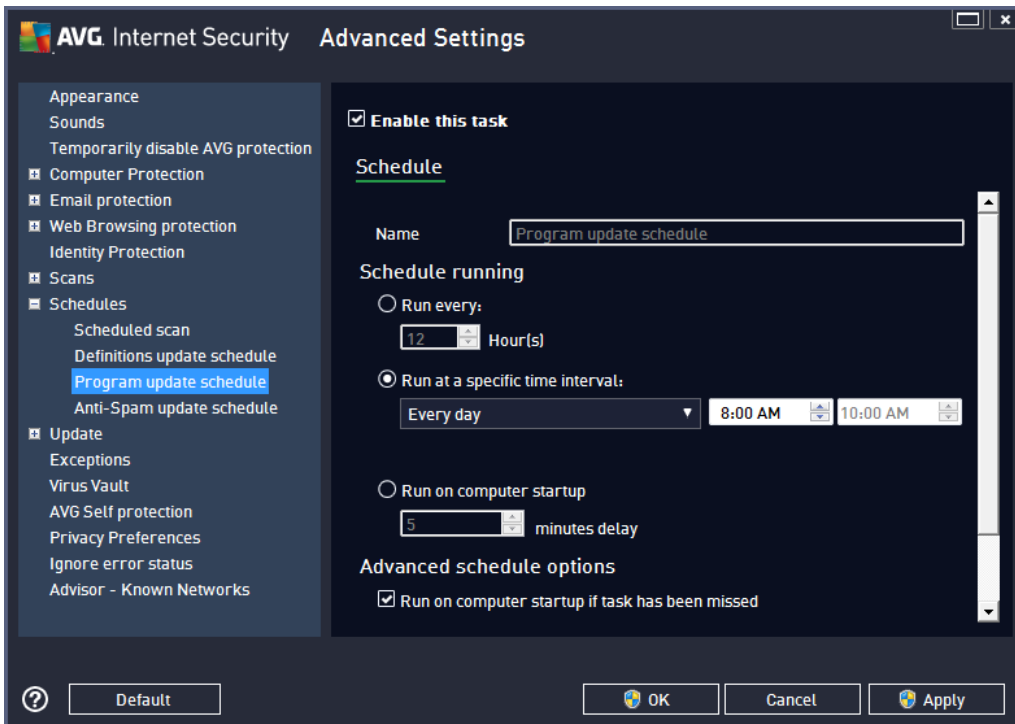 AVG. Internet Security Advanced Settings
Appearance
Sounds
Temporarily disable AVG protection
Computer Protection
Email protection
Web Browsing protection
Identity Protection
Scans
Schedules
Scheduled scan
Definitions update schedule
Program update schedule
Anti-Spam update schedule
Update
Exceptions
Virus Vault
AVG Self protection
Privacy Preferences
Ignore error status
Advisor - Known Networks
Enable this task
Schedule
Name Program update schedule
Schedule running
Run every:
12 Hour(s)
Run at a specific time interval:
Every day 8:00 AM 10:00 AM
Run on computer startup
5 minutes delay
Advanced schedule options
Run on computer startup if task has been missed
? Default OK Cancel Apply